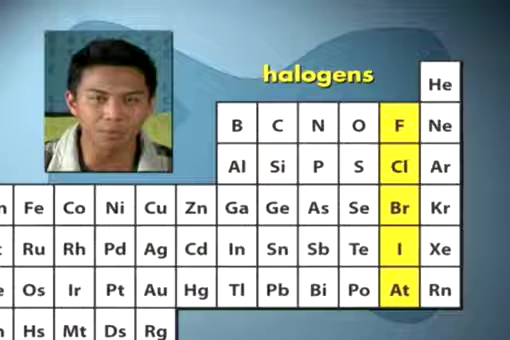 halogens
He
B C N O F Ne
Al Si P S Cl Ar
Fe Co Ni Cu Zn Ga Ge As Se Br Kr
Ru Rh Pd Ag Cd In Sn Sb Te I Xe
Os Ir Pt Au Hg Tl Pb Bi Po At Rn
Hs Mt Ds Rg